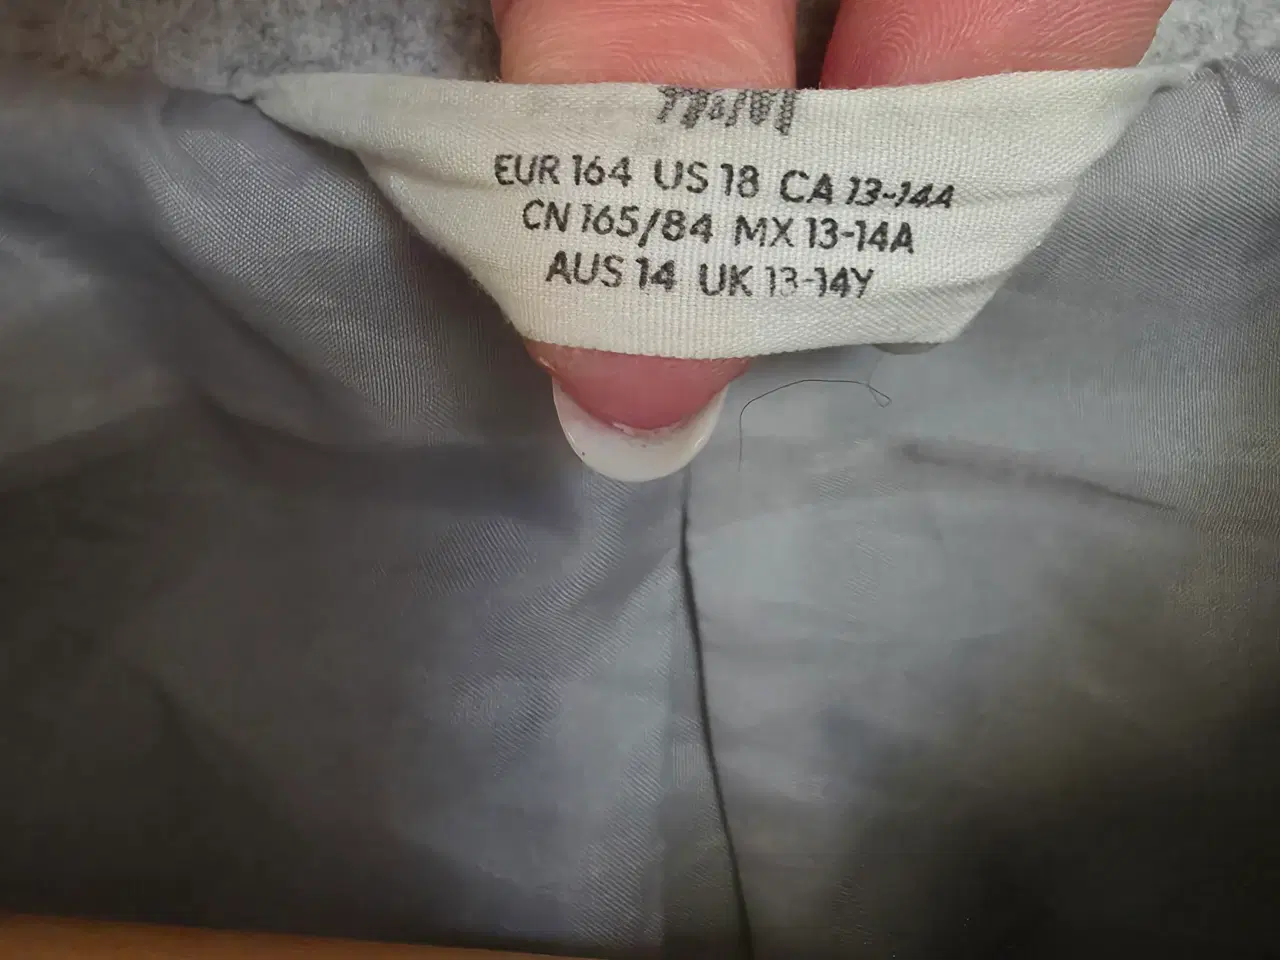 EUR 164 US 18 CA 13-14A
CN 165/84 MX 13-14A
AUS 14 UK 13-14Y